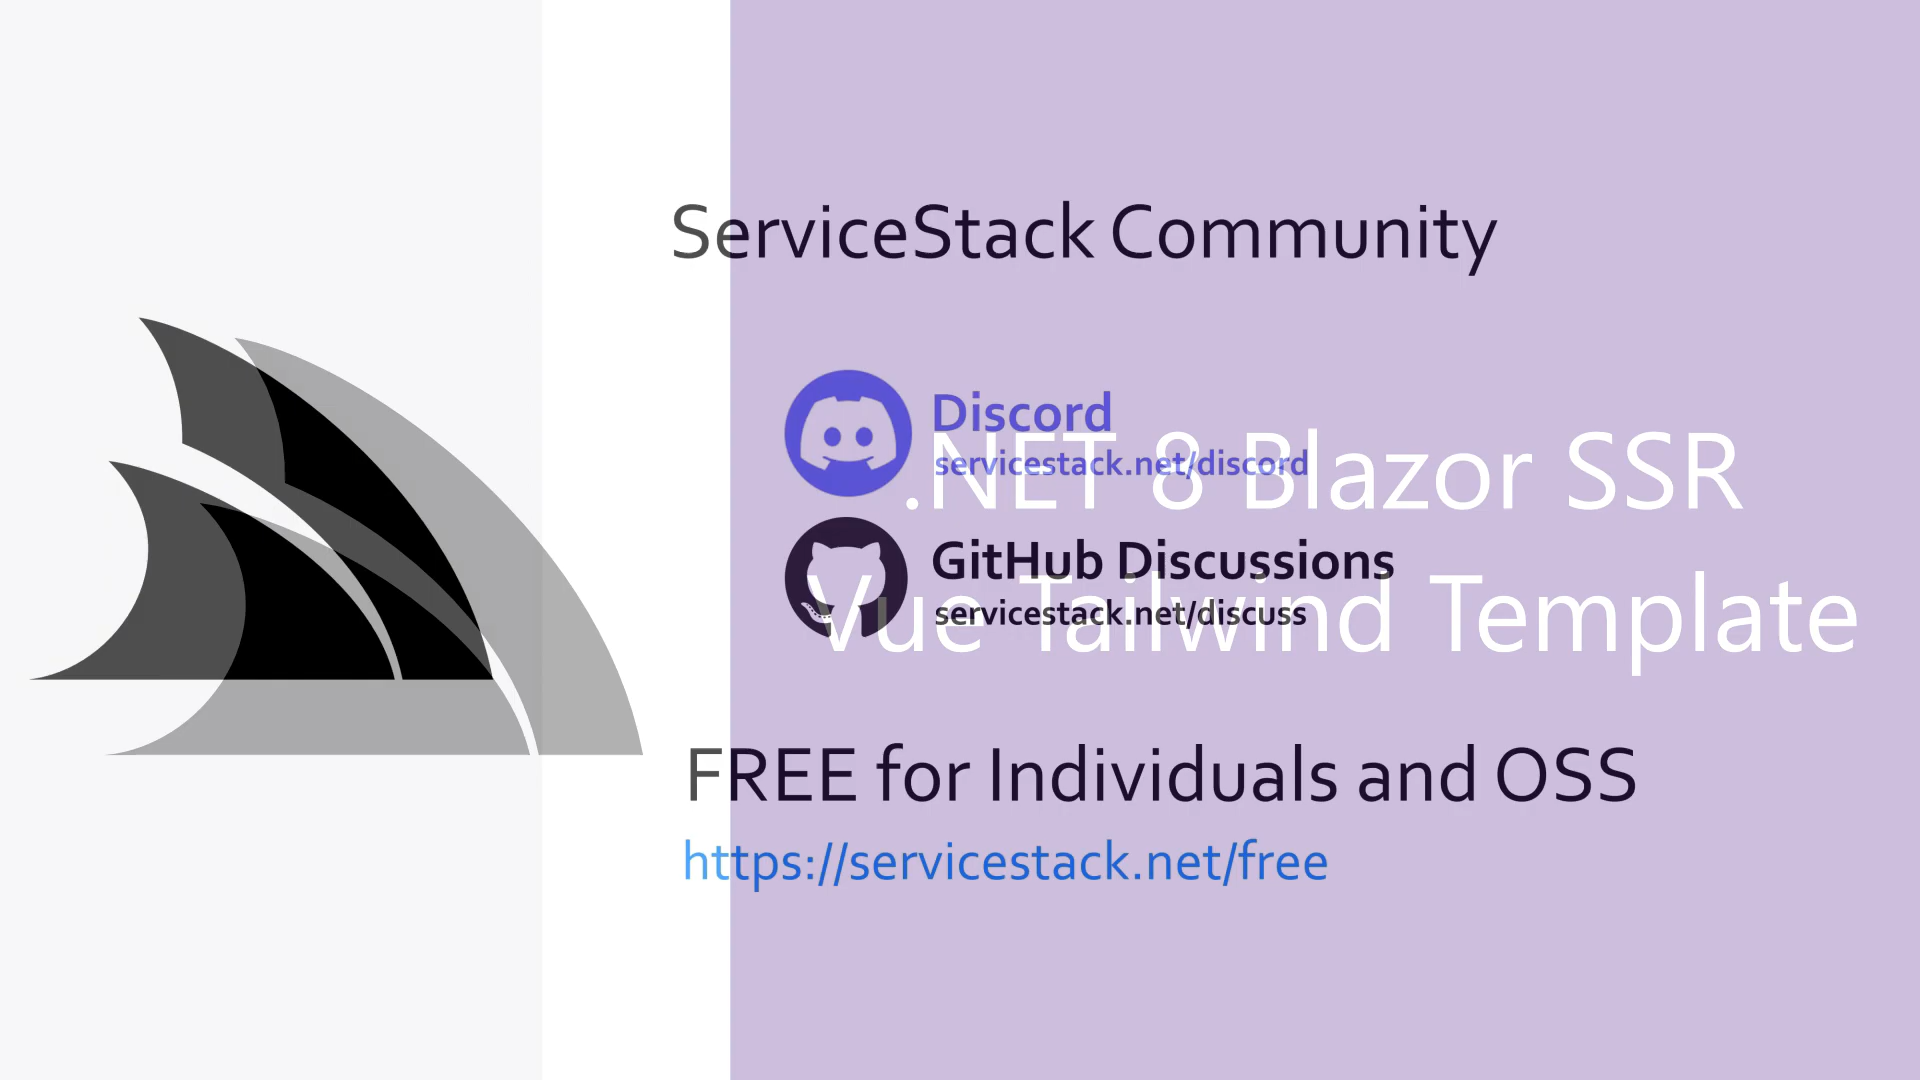 ServiceStack Community
Discord
servicestack.net/discord
.NET 8 Blazor SSR
GitHub Discussions
servicestack.net/discuss
Vue Tailwind Template
FREE for Individuals and OSS
https://servicestack.net/free